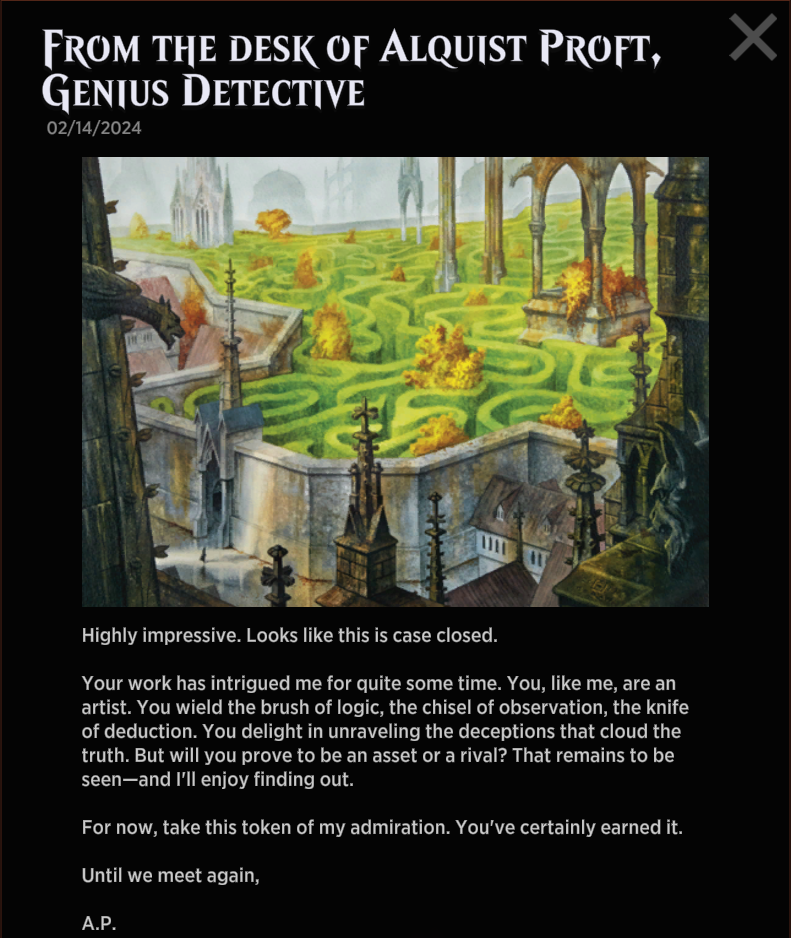 From the desk of Alquist Proft,
Genius Detective
02/14/2024
Highly impressive. Looks like this is case closed.
Your work has intrigued me for quite some time. You, like me, are an
artist. You wield the brush of logic, the chisel of observation, the knife
of deduction. You delight in unraveling the deceptions that cloud the
truth. But will you prove to be an asset or a rival? That remains to be
seen—and I'll enjoy finding out.
For now, take this token of my admiration. You've certainly earned it.
Until we meet again,
A.P.